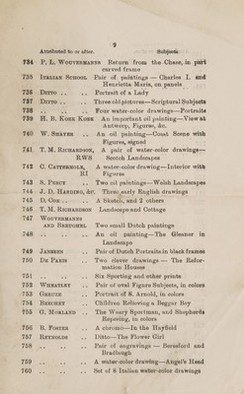 9
Attributed to or after. Subjects
734 P. L. WOUVERMANNS Return from the Chase, in part
carved frame
735 ITALIAN SCHOOL Pair of paintings — Charles I. and
Henrietta Maria, on panels
736 DITTO .. .. Portrait of a Lady
737 DITTO .. .. Three old pictures—Scriptural Subjects
738 .. .. .. Four water-color drawings—Portraits
739 H. B. KOEK KOEK An important oil painting—View at
Antwerp, Figures, &c.
740 W. SHAYER .. An oil painting—Coast Scene with
Figures, signed
741 T. M. RICHARDSON, A pair of water-color drawings—
RWS Scotch Landscapes
742 C. CATTERMOLE, A water-color drawing—Interior with
RI Figures
743 S. PERCY .. Two oil paintings—Welsh Landscapes
744 J. D. HARDING, &c. Three early English drawings
745 D. COX .. .. A Sketch, and 2 others
746 T. M. RICHARDSON Landscape and Cottage
747 WOUVERMANNS
AND BREUGHEL Two small Dutch paintings
748 .. .. .. An oil painting—The Gleaner in
Landscape
749 JANSSEN .. Pair of Dutch Portraits in black frames
750 DE PARIS .. Two clever drawings — The Reformation Houses
751 .. .. .. Six Sporting and other prints
752 WHEATLEY .. Pair of oval Figure Subjects, in colors
753 .. Portrait of S. Arnold, in colors
754 .. Children Relieving a Beggar Boy
755 G. MORLAND .. The Weary Sportsman, and Shepherds
Reposing, in colors
756 B. FOSTER .. A chromo—In the Hayfield
757 REYNOLDS .. Ditto—The Flower Girl
758 .. .. Pair of engravings — Beresford and
Bradlaugh
759 .. .. A water-color drawing—Angel's Head
760 .. .. Set of 8 Italian water-color drawings